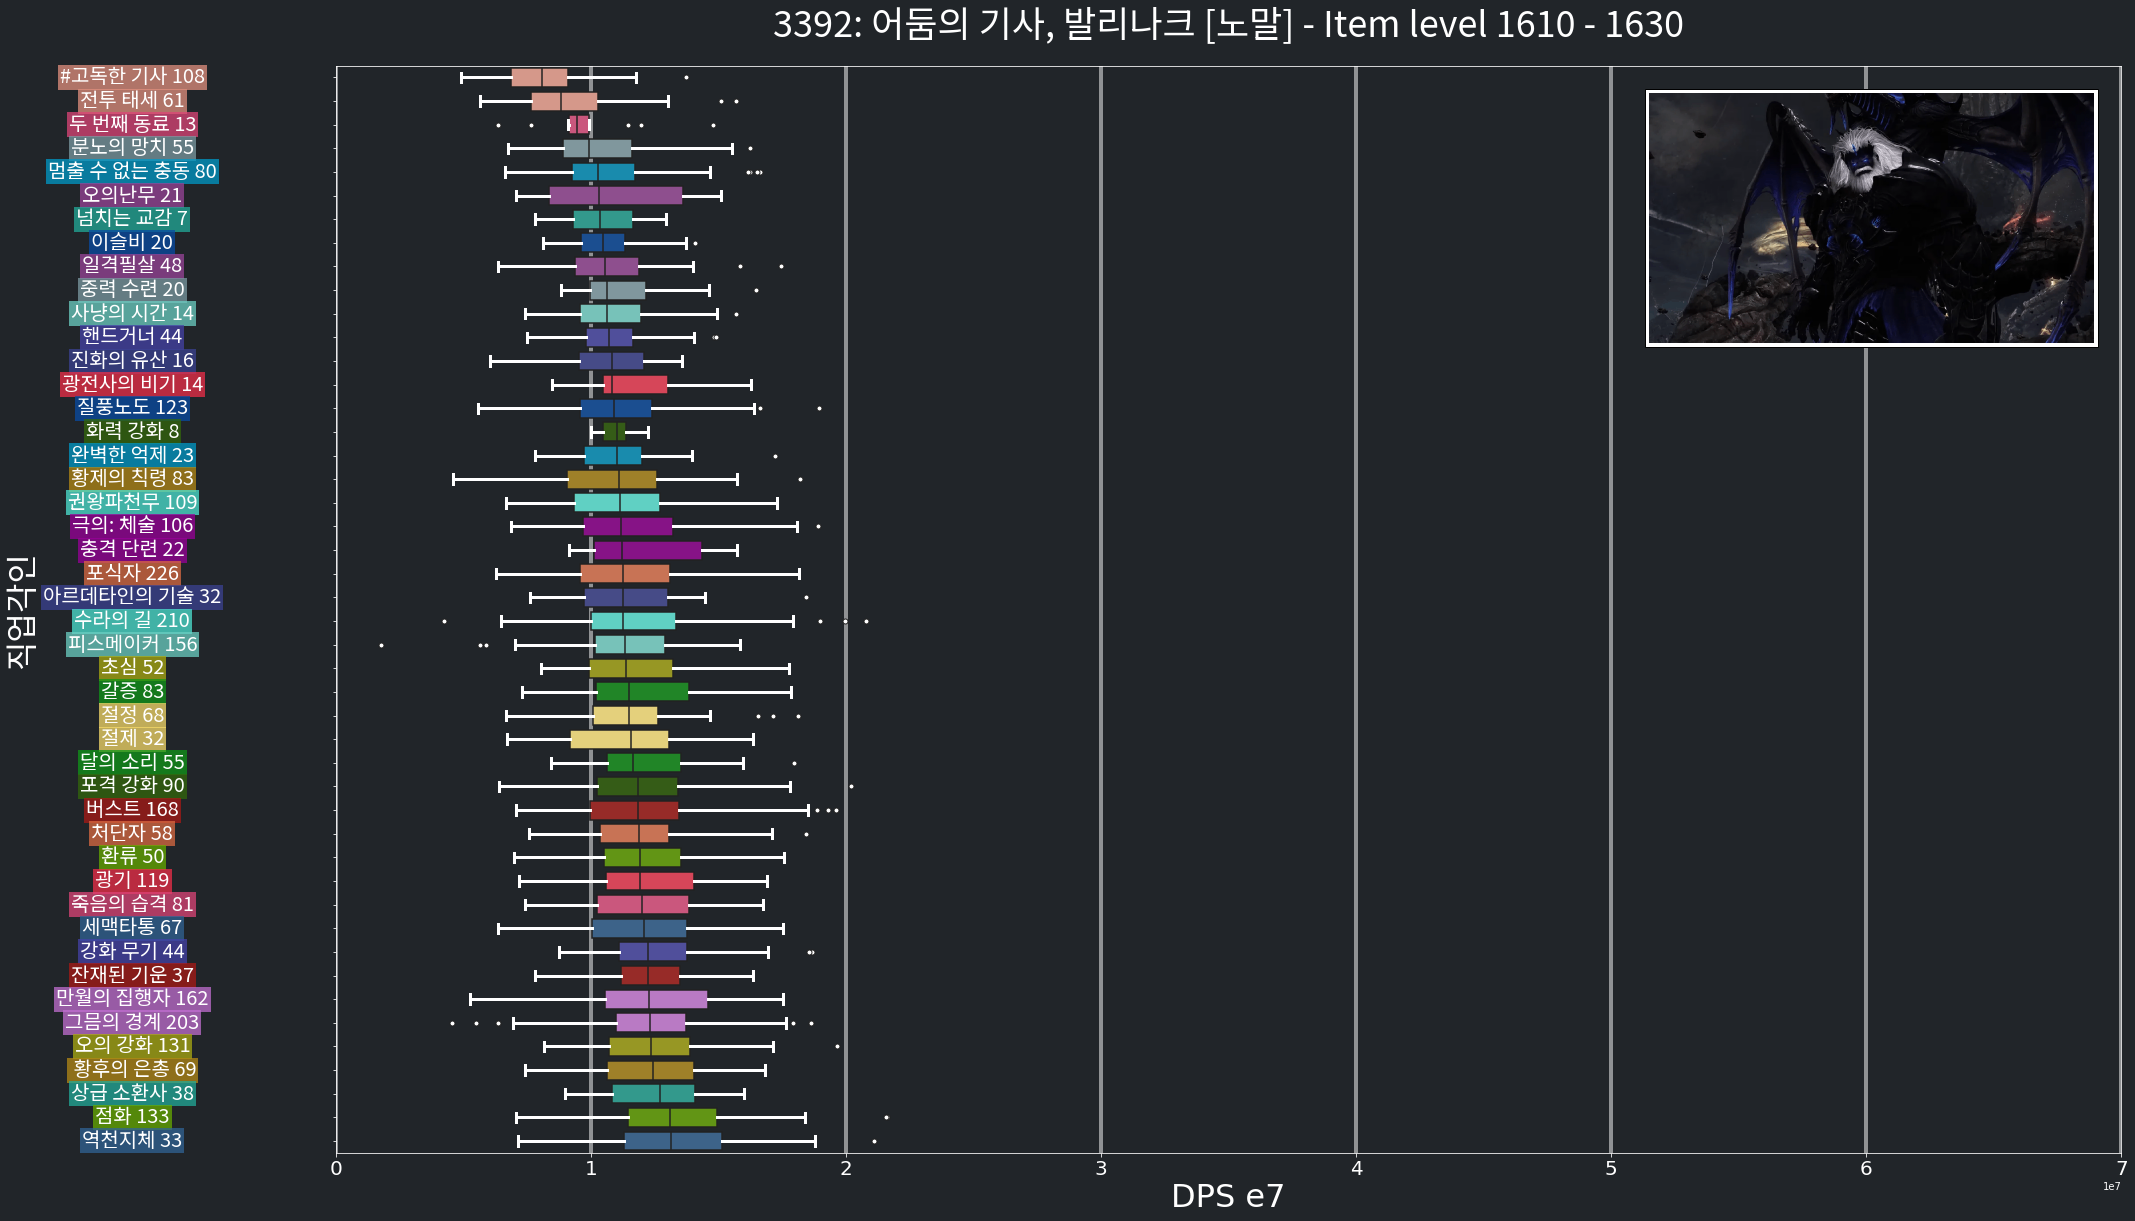 3392: 어둠의 기사, 발리나크 [노말] - Item level 1610 - 1630
직업각인
#고독한 기사 108
전투 태세 61
두 번째 동료 13
분노의 망치 55
멈출 수 없는 충동 80
오의난무 21
넘치는 교감 7
이슬비 20
일격필살 48
중력 수련 20
사냥의 시간 14
핸드거너 44
진화의 유산 16
광전사의 비기 14
질풍노도 123
화력 강화 8
완벽한 억제 23
황제의 칙령 83
권왕파천무 109
극의: 체술 106
충격 단련 22
포식자 226
아르데타인의 기술 32
수라의 길 210
피스메이커 156
초심 52
갈증 83
절정 68
절제 32
달의 소리 55
포격 강화 90
버스트 168
처단자 58
환류 50
광기 119
죽음의 습격 81
세맥타통 67
강화 무기 44
잔재된 기운 37
만월의 집행자 162
그믐의 경계 203
오의 강화 131
황후의 은총 69
상급 소환사 38
점화 133
역천지체 33
0 1 2 3 4 5 6 7
1e7
DPS e7